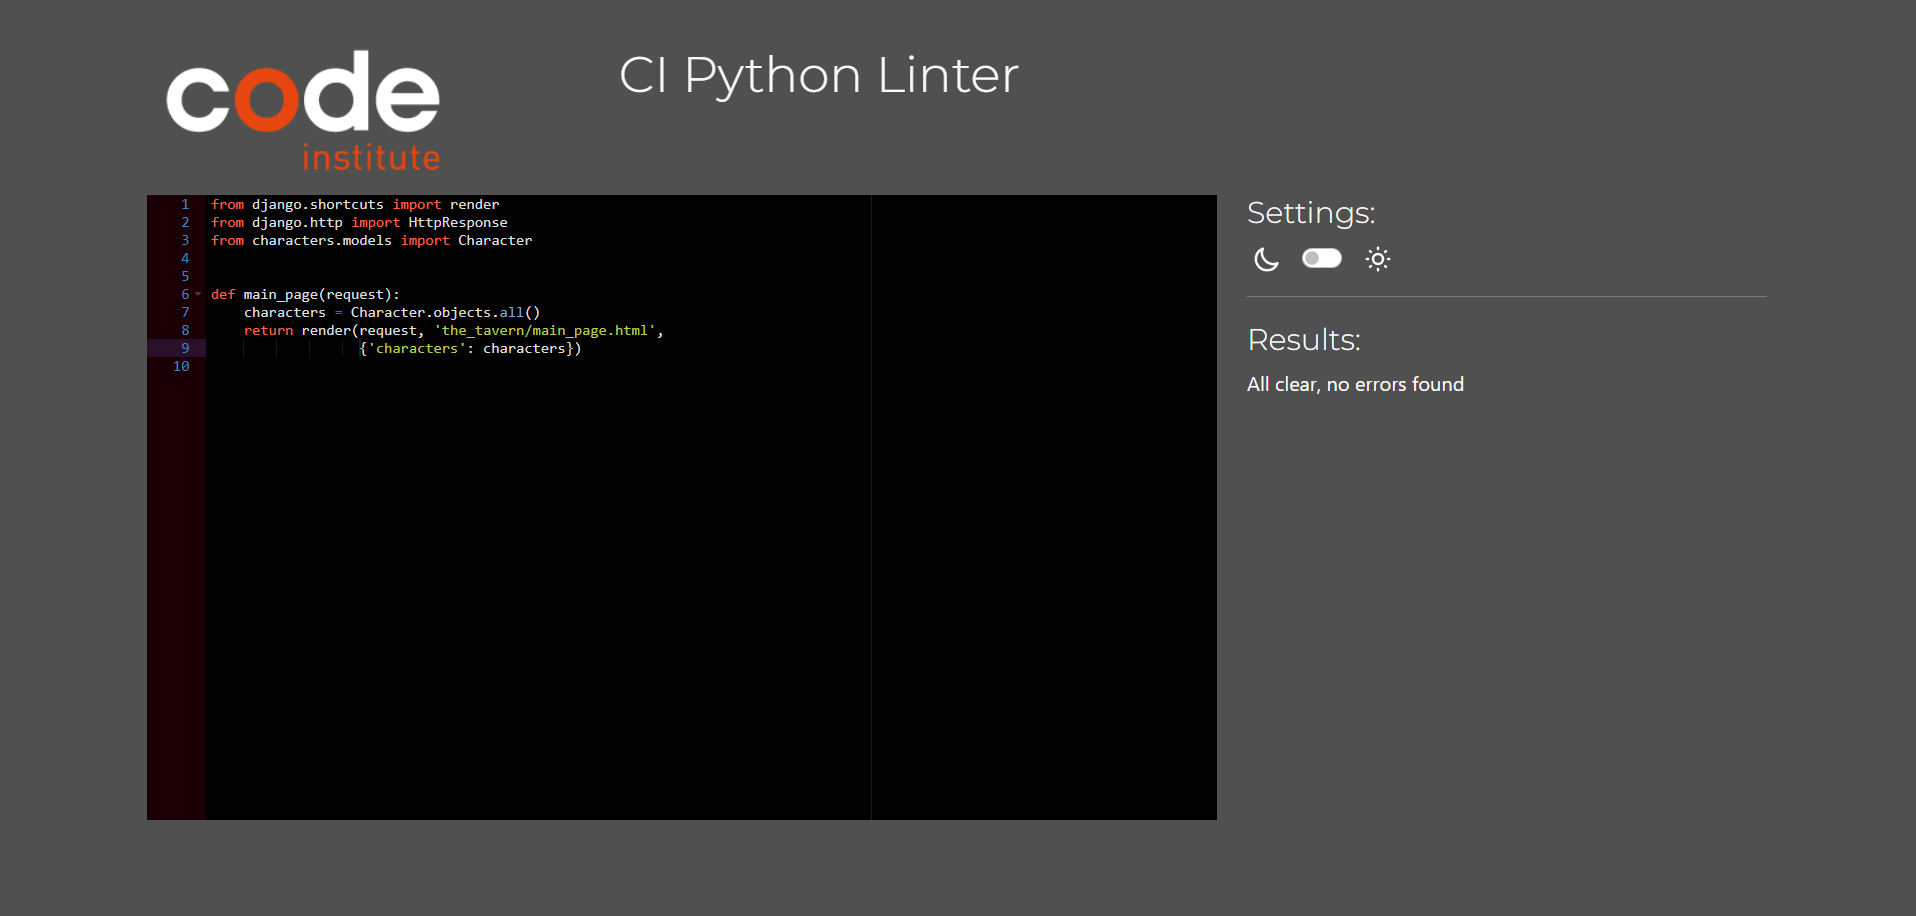 code
institute
CI Python Linter
1 from django.shortcuts import render
2 from django.http import HttpResponse
3 from characters.models import Character
4
5
6 def main_page(request):
7     characters = Character.objects.all()
8     return render(request, 'the_tavern/main_page.html',
9                   {'characters': characters})
10
Settings:
Results:
All clear, no errors found